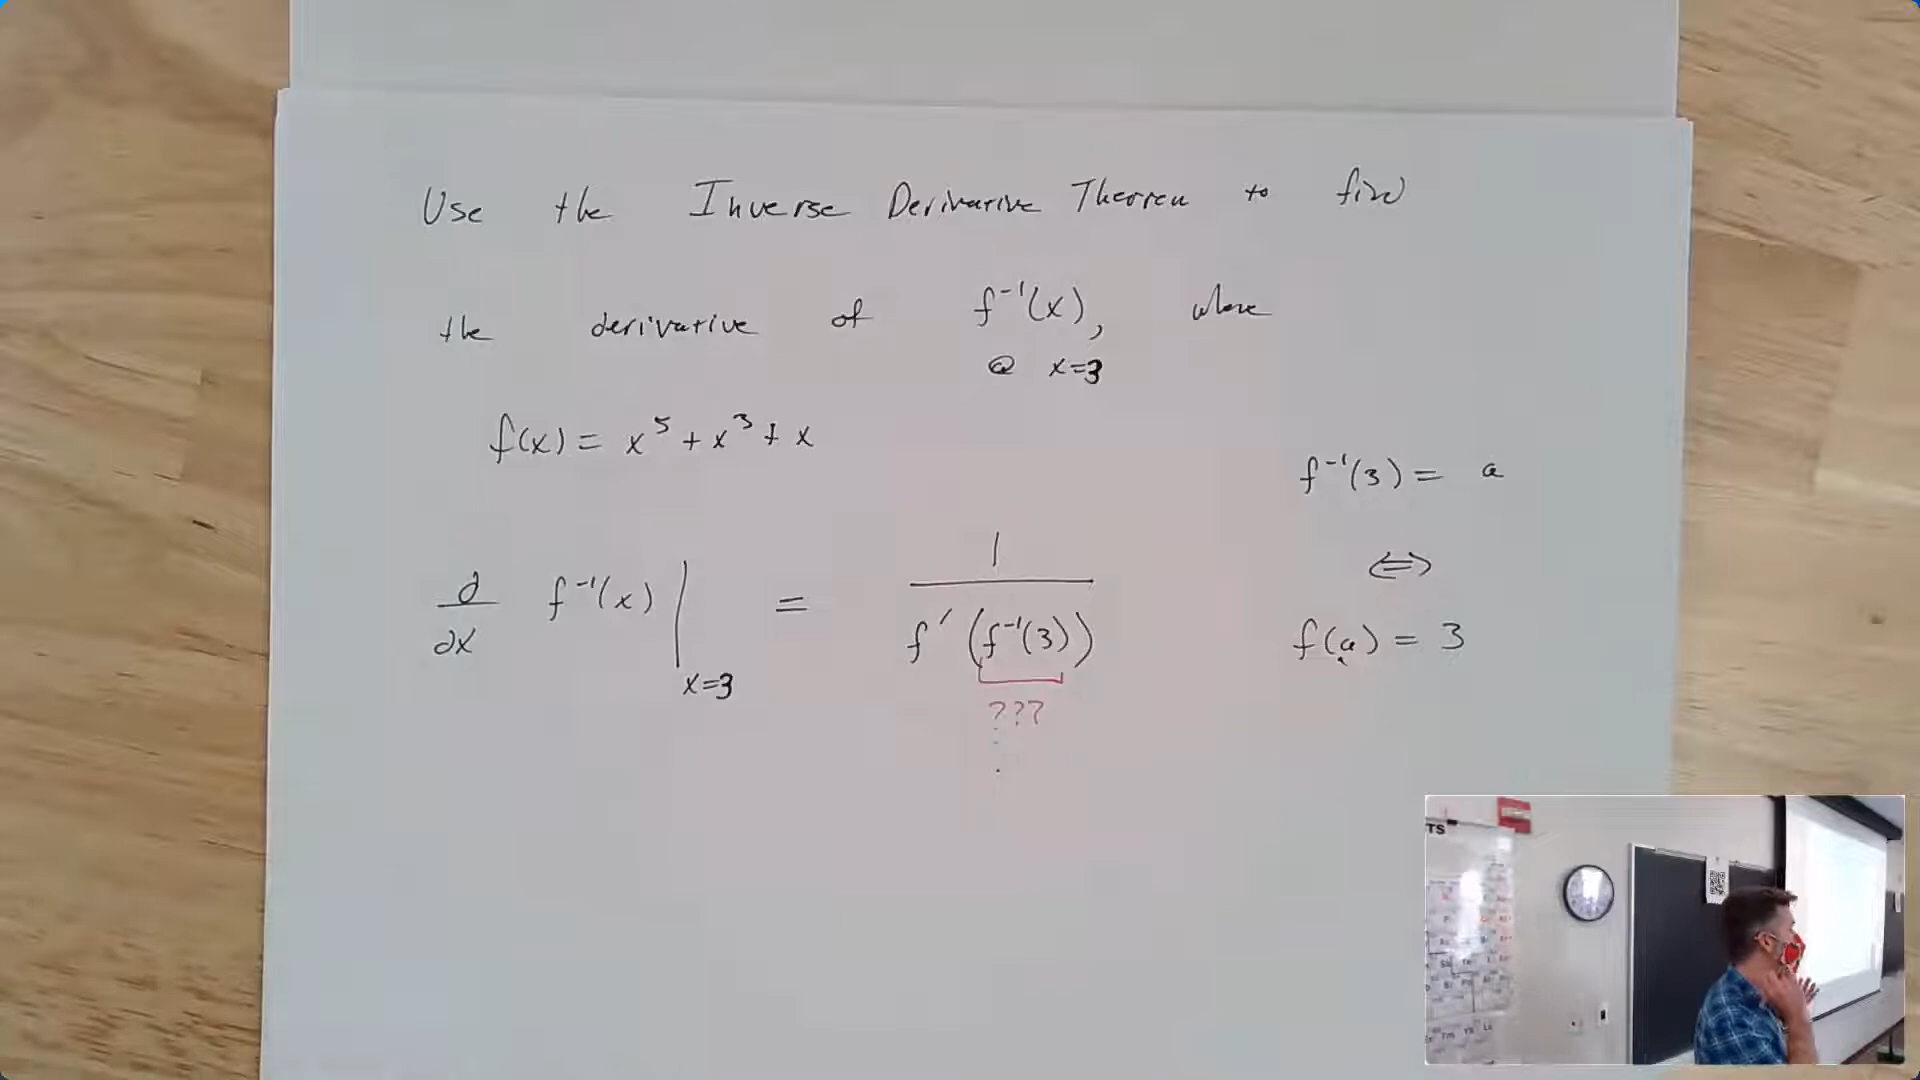 Use the Inverse Derivative Theorem to find
the derivative of f⁻¹(x), where
@ x=3
f(x) = x⁵ + x³ + x
f⁻¹(3) = a
⇔
f(a) = 3
∂/∂x f⁻¹(x) | x=3 = 1 / f′(f⁻¹(3))
???
TS